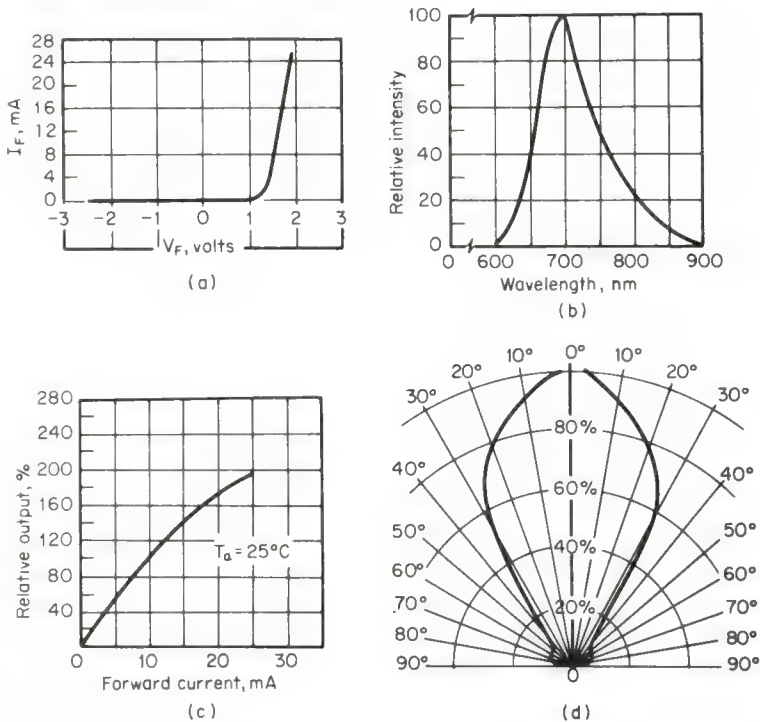 28
24
20
16
12
8
4
0
I_F, mA
-3 -2 -1 0 1 2 3
V_F, volts
(a)
100
80
60
40
20
0
Relative intensity
0 600 700 800 900
Wavelength, nm
(b)
280
240
200
160
120
80
40
Relative output, %
T_a = 25°C
0 10 20 30
Forward current, mA
(c)
0°
10° 10°
20° 20°
30° 30°
40° 40°
50° 50°
60° 60°
70° 70°
80° 80°
90° 90°
80%
60%
40%
20%
0
(d)